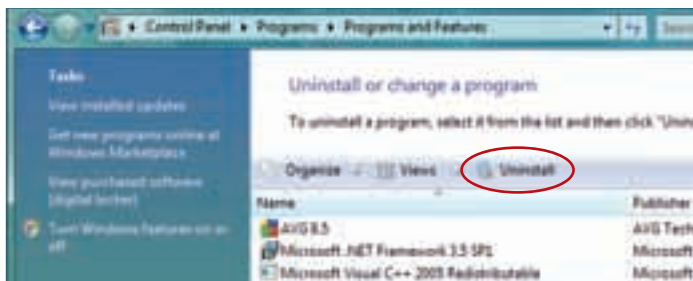 Control Panel ▸ Programs ▸ Programs and Features
Tasks
View installed updates
Get new programs online at
Windows Marketplace
View purchased software
(digital locker)
Turn Windows features on or
off
Uninstall or change a program
To uninstall a program, select it from the list and then click "Unins
Organize Views Uninstall
Name Publisher
AVG 8.5 AVG Tech
Microsoft .NET Framework 3.5 SP1 Microsoft
Microsoft Visual C++ 2005 Redistributable Microsoft